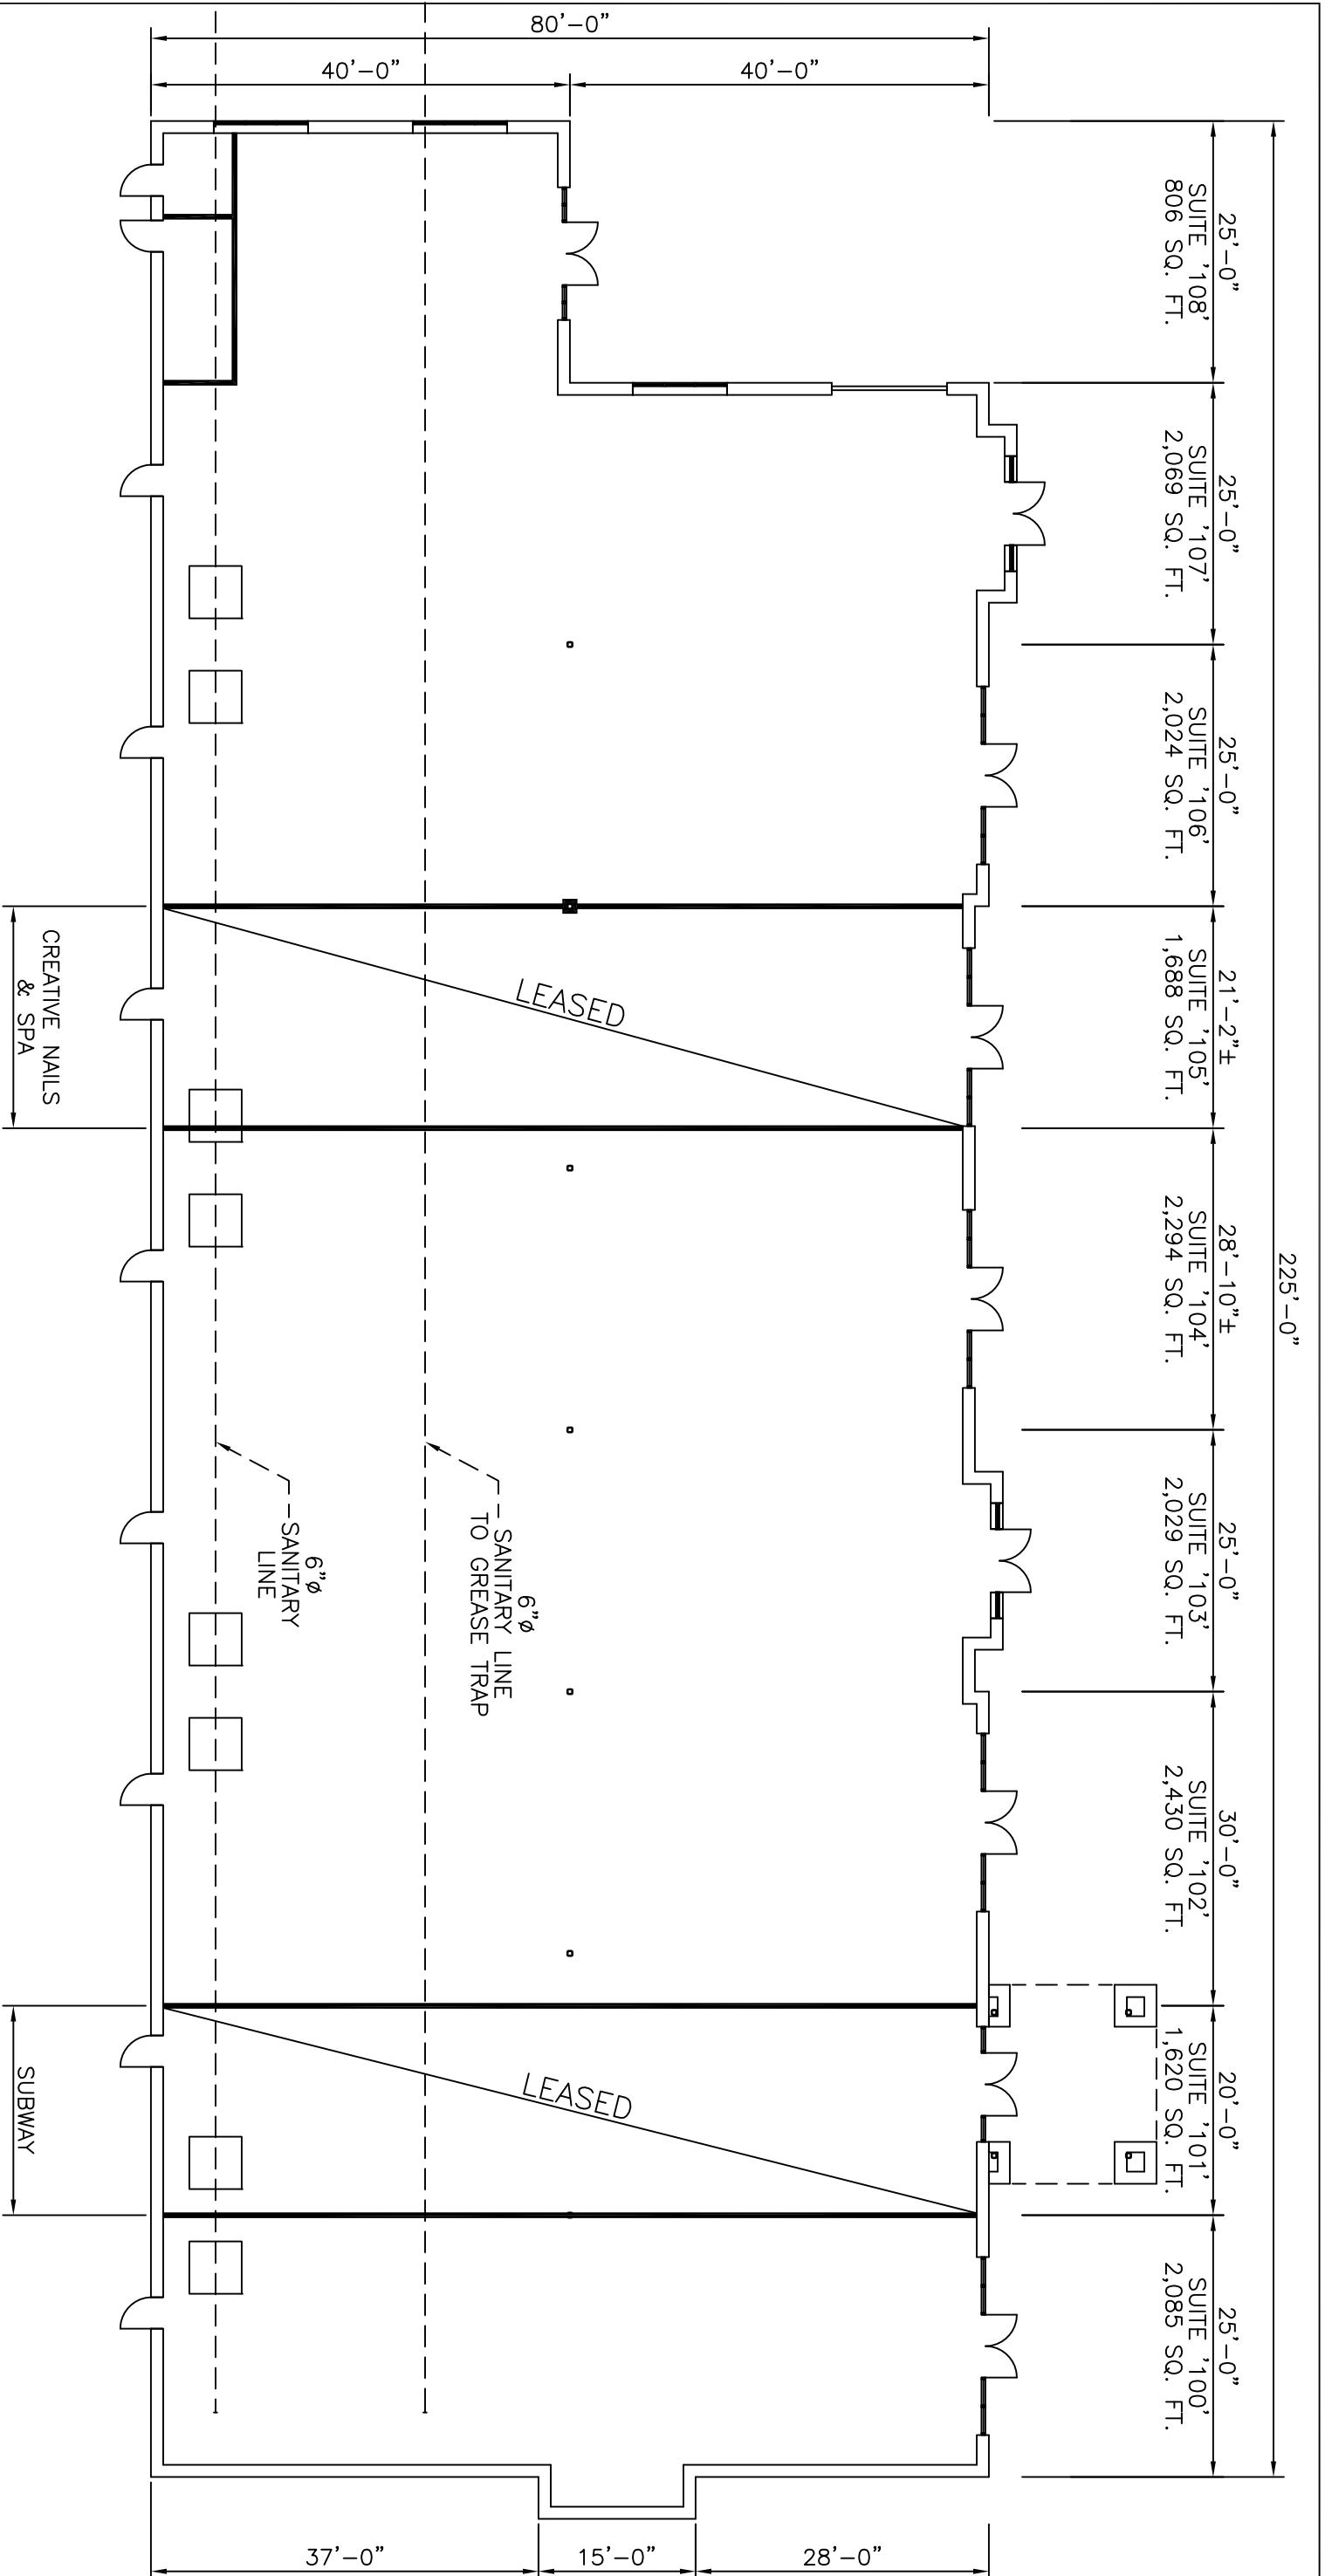 80'-0"
40'-0"
40'-0"
225'-0"
25'-0"
SUITE '108'
806 SQ. FT.
25'-0"
SUITE '107'
2,069 SQ. FT.
25'-0"
SUITE '106'
2,024 SQ. FT.
21'-2"±
SUITE '105'
1,688 SQ. FT.
28'-10"±
SUITE '104'
2,294 SQ. FT.
25'-0"
SUITE '103'
2,029 SQ. FT.
30'-0"
SUITE '102'
2,430 SQ. FT.
20'-0"
SUITE '101'
1,620 SQ. FT.
25'-0"
SUITE '100'
2,085 SQ. FT.
LEASED
LEASED
6"ø
SANITARY LINE
TO GREASE TRAP
6"ø
SANITARY
LINE
CREATIVE NAILS
& SPA
SUBWAY
37'-0"
15'-0"
28'-0"